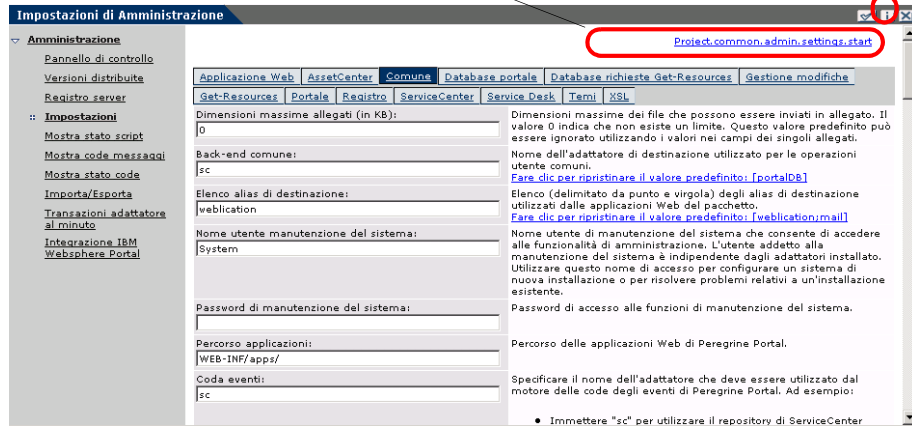 Impostazioni di Amministrazione
Project.common.admin.settings.start
Amministrazione
Pannello di controllo
Versioni distribuite
Registro server
Impostazioni
Mostra stato script
Mostra code messaggi
Mostra stato code
Importa/Esporta
Transazioni adattatore
al minuto
Integrazione IBM
Websphere Portal
Applicazione Web AssetCenter Comune Database portale Database richieste Get-Resources Gestione modifiche
Get-Resources Portale Registro ServiceCenter Service Desk Temi XSL
Dimensioni massime allegati (in KB):
0
Dimensioni massime dei file che possono essere inviati in allegato. Il
valore 0 indica che non esiste un limite. Questo valore predefinito può
essere ignorato utilizzando i valori nei campi dei singoli allegati.
Back-end comune:
sc
Nome dell'adattatore di destinazione utilizzato per le operazioni
utente comuni.
Fare clic per ripristinare il valore predefinito: [portalDB]
Elenco alias di destinazione:
weblication
Elenco (delimitato da punto e virgola) degli alias di destinazione
utilizzati dalle applicazioni Web del pacchetto.
Fare clic per ripristinare il valore predefinito: [weblication;mail]
Nome utente manutenzione del sistema:
System
Nome utente di manutenzione del sistema che consente di accedere
alle funzionalità di amministrazione. L'utente addetto alla
manutenzione del sistema è indipendente dagli adattatori installato.
Utilizzare questo nome di accesso per configurare un sistema di
nuova installazione o per risolvere problemi relativi a un'installazione
esistente.
Password di manutenzione del sistema:
Password di accesso alle funzioni di manutenzione del sistema.
Percorso applicazioni:
WEB-INF/apps/
Percorso delle applicazioni Web di Peregrine Portal.
Coda eventi:
sc
Specificare il nome dell'adattatore che deve essere utilizzato dal
motore delle code degli eventi di Peregrine Portal. Ad esempio:
• Immettere "sc" per utilizzare il repository di ServiceCenter